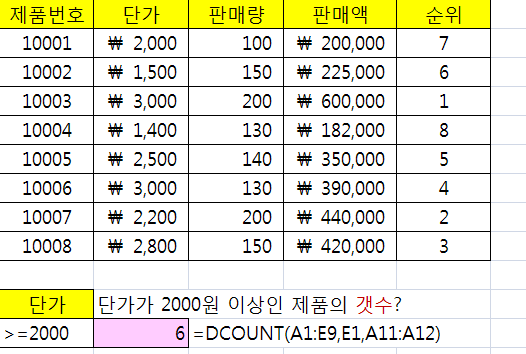 제품번호 단가 판매량 판매액 순위
10001 ₩ 2,000 100 ₩ 200,000 7
10002 ₩ 1,500 150 ₩ 225,000 6
10003 ₩ 3,000 200 ₩ 600,000 1
10004 ₩ 1,400 130 ₩ 182,000 8
10005 ₩ 2,500 140 ₩ 350,000 5
10006 ₩ 3,000 130 ₩ 390,000 4
10007 ₩ 2,200 200 ₩ 440,000 2
10008 ₩ 2,800 150 ₩ 420,000 3
단가 단가가 2000원 이상인 제품의 갯수?
>=2000 6 =DCOUNT(A1:E9,E1,A11:A12)